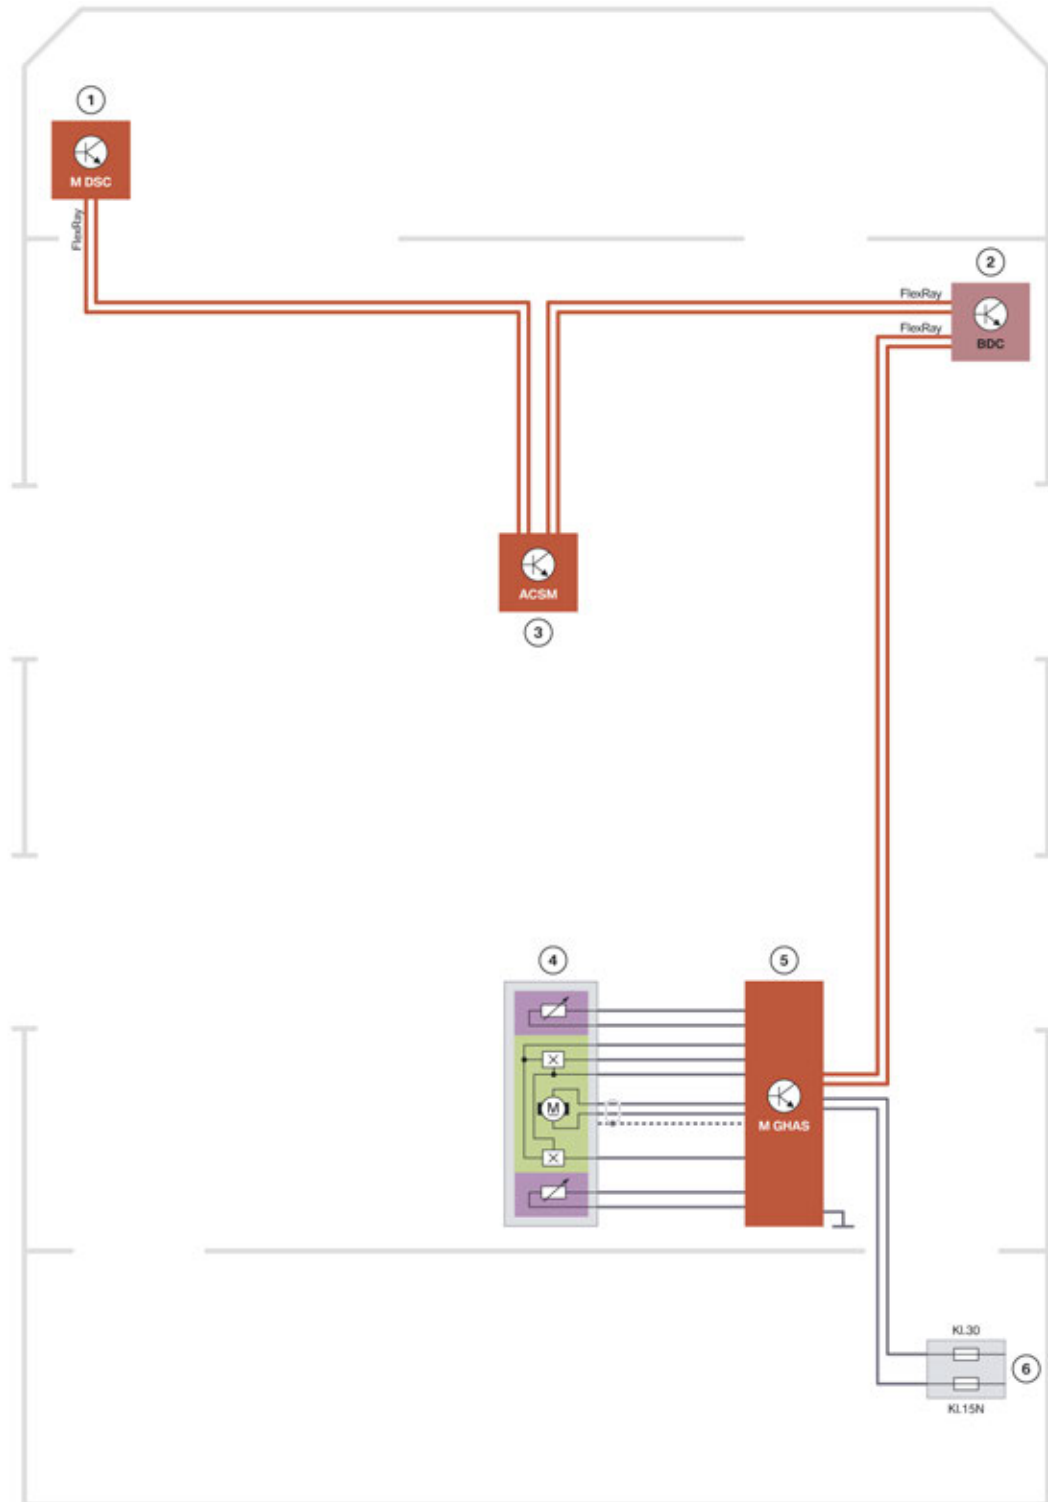 1
M DSC
FlexRay
2
FlexRay
FlexRay
BDC
ACSM
3
4
5
M
M GHAS
Kl.30
6
Kl.15N